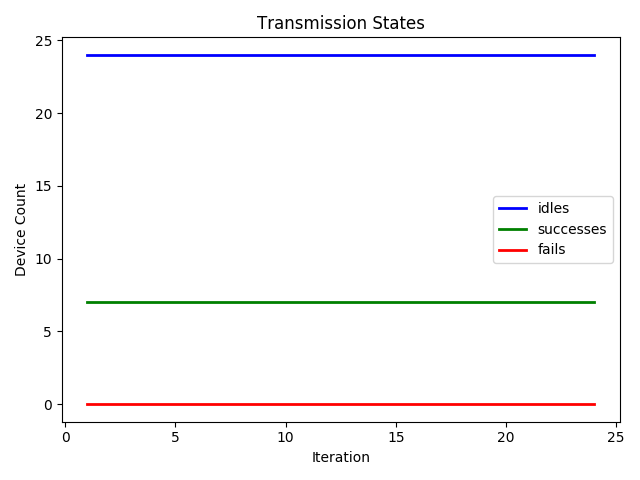 Transmission States
Device Count
25
20
15
10
5
0
idles
successes
fails
0 5 10 15 20 25
Iteration